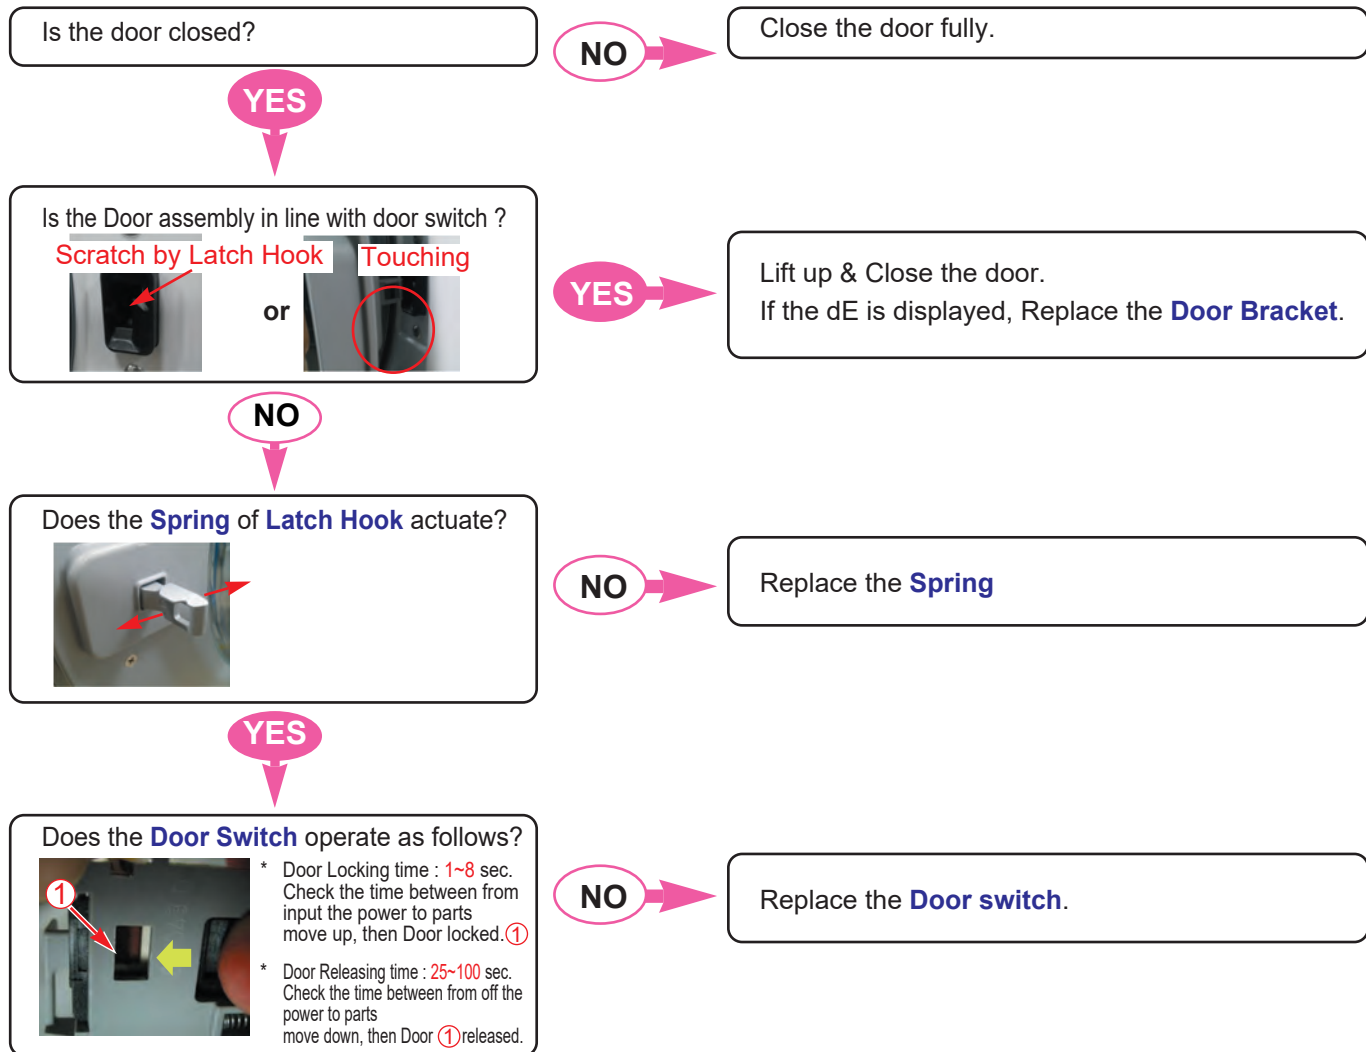 Is the door closed?
NO
Close the door fully.
YES
Is the Door assembly in line with door switch ?
Scratch by Latch Hook
Touching
or
YES
Lift up & Close the door.
If the dE is displayed, Replace the Door Bracket.
NO
Does the Spring of Latch Hook actuate?
NO
Replace the Spring
YES
Does the Door Switch operate as follows?
1
* Door Locking time : 1~8 sec.
Check the time between from
input the power to parts
move up, then Door locked.①
* Door Releasing time : 25~100 sec.
Check the time between from off the
power to parts
move down, then Door ① released.
NO
Replace the Door switch.